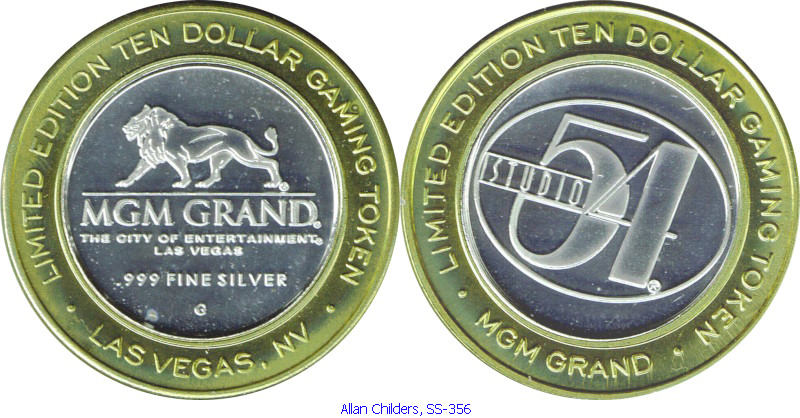 LIMITED EDITION TEN DOLLAR GAMING TOKEN
MGM GRAND®
THE CITY OF ENTERTAINMENT®
LAS VEGAS
.999 FINE SILVER
G
• LAS VEGAS, NV •
LIMITED EDITION TEN DOLLAR GAMING TOKEN
STUDIO
54®
• MGM GRAND •
Allan Childers, SS-356